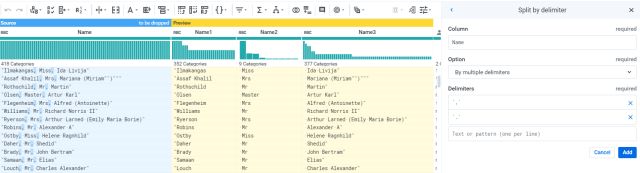 Source
to be dropped
Preview
Split by delimiter
ABC Name
ABC Name1
ABC Name2
ABC Name3
418 Categories
352 Categories
9 Categories
377 Categories
"Ilmakangas, Miss. Ida Livija" "Ilmakangas Miss Ida Livija"
"Assaf Khalil, Mrs. Mariana (Miriam"")""" "Assaf Khalil Mrs Mariana (Miriam"")"""
"Rothschild, Mr. Martin" "Rothschild Mr Martin"
"Olsen, Master. Artur Karl" "Olsen Master Artur Karl"
"Flegenheim, Mrs. Alfred (Antoinette)" "Flegenheim Mrs Alfred (Antoinette)"
"Williams, Mr. Richard Norris II" "Williams Mr Richard Norris II"
"Ryerson, Mrs. Arthur (Emily Maria Borie)" "Ryerson Mrs Arthur (Emily Maria Borie)"
"Robins, Mr. Alexander A" "Robins Mr Alexander A"
"Ostby, Miss. Helene Ragnhild" "Ostby Miss Helene Ragnhild"
"Daher, Mr. Shedid" "Daher Mr Shedid"
"Brady, Mr. John Bertram" "Brady Mr John Bertram"
"Samaan, Mr. Elias" "Samaan Mr Elias"
"Louch, Mr. Charles Alexander" "Louch Mr Charles Alexander"
Column required
Name
Option required
By multiple delimiters
Delimiters required
Text or pattern (one per line)
Cancel Add